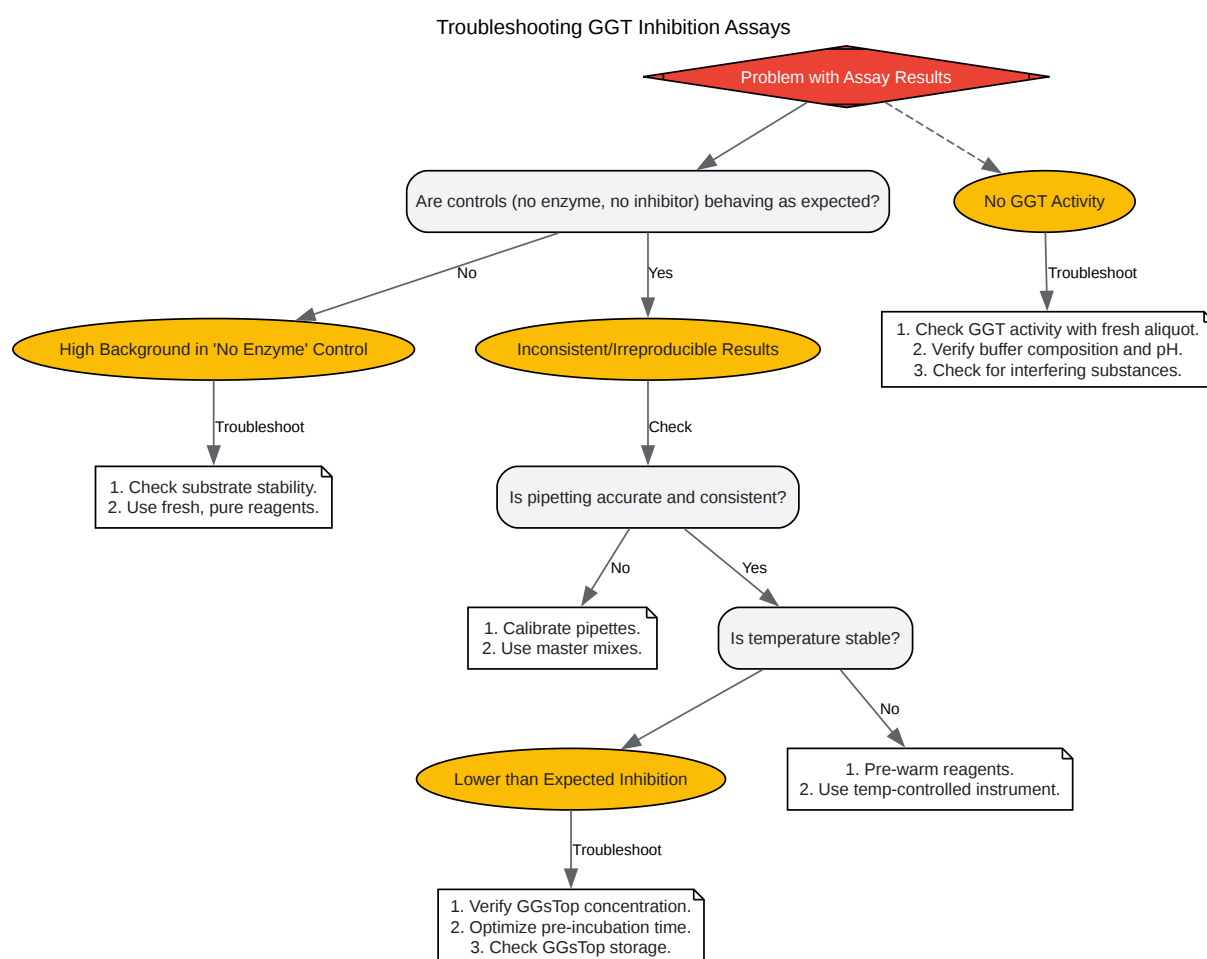 Troubleshooting GGT Inhibition Assays
Problem with Assay Results
Are controls (no enzyme, no inhibitor) behaving as expected?
No GGT Activity
No
Yes
Troubleshoot
High Background in 'No Enzyme' Control
Inconsistent/Irreproducible Results
1. Check GGT activity with fresh aliquot.
2. Verify buffer composition and pH.
3. Check for interfering substances.
Troubleshoot
Check
1. Check substrate stability.
2. Use fresh, pure reagents.
Is pipetting accurate and consistent?
No
Yes
1. Calibrate pipettes.
2. Use master mixes.
Is temperature stable?
No
Lower than Expected Inhibition
1. Pre-warm reagents.
2. Use temp-controlled instrument.
Troubleshoot
1. Verify GGsTop concentration.
2. Optimize pre-incubation time.
3. Check GGsTop storage.